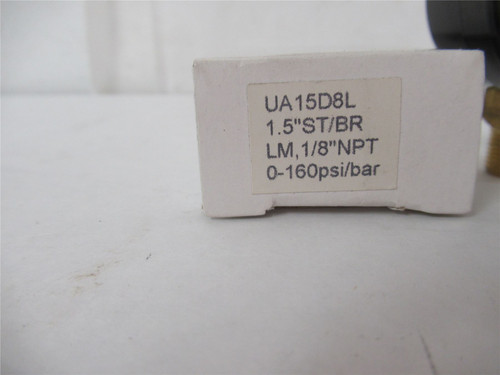 UA15D8L
1.5"ST/BR
LM,1/8"NPT
0-160psi/bar